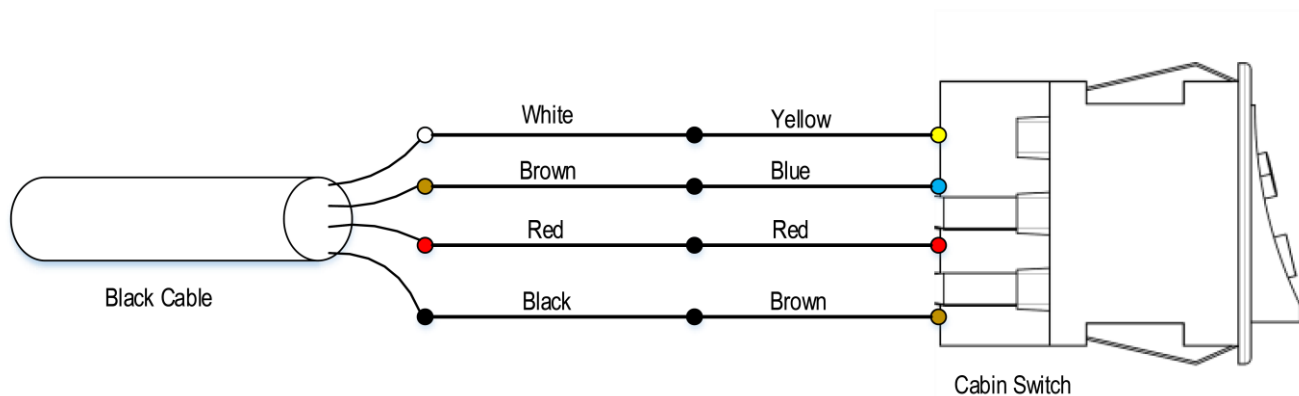 White Yellow
Brown Blue
Red Red
Black Brown
Black Cable
Cabin Switch